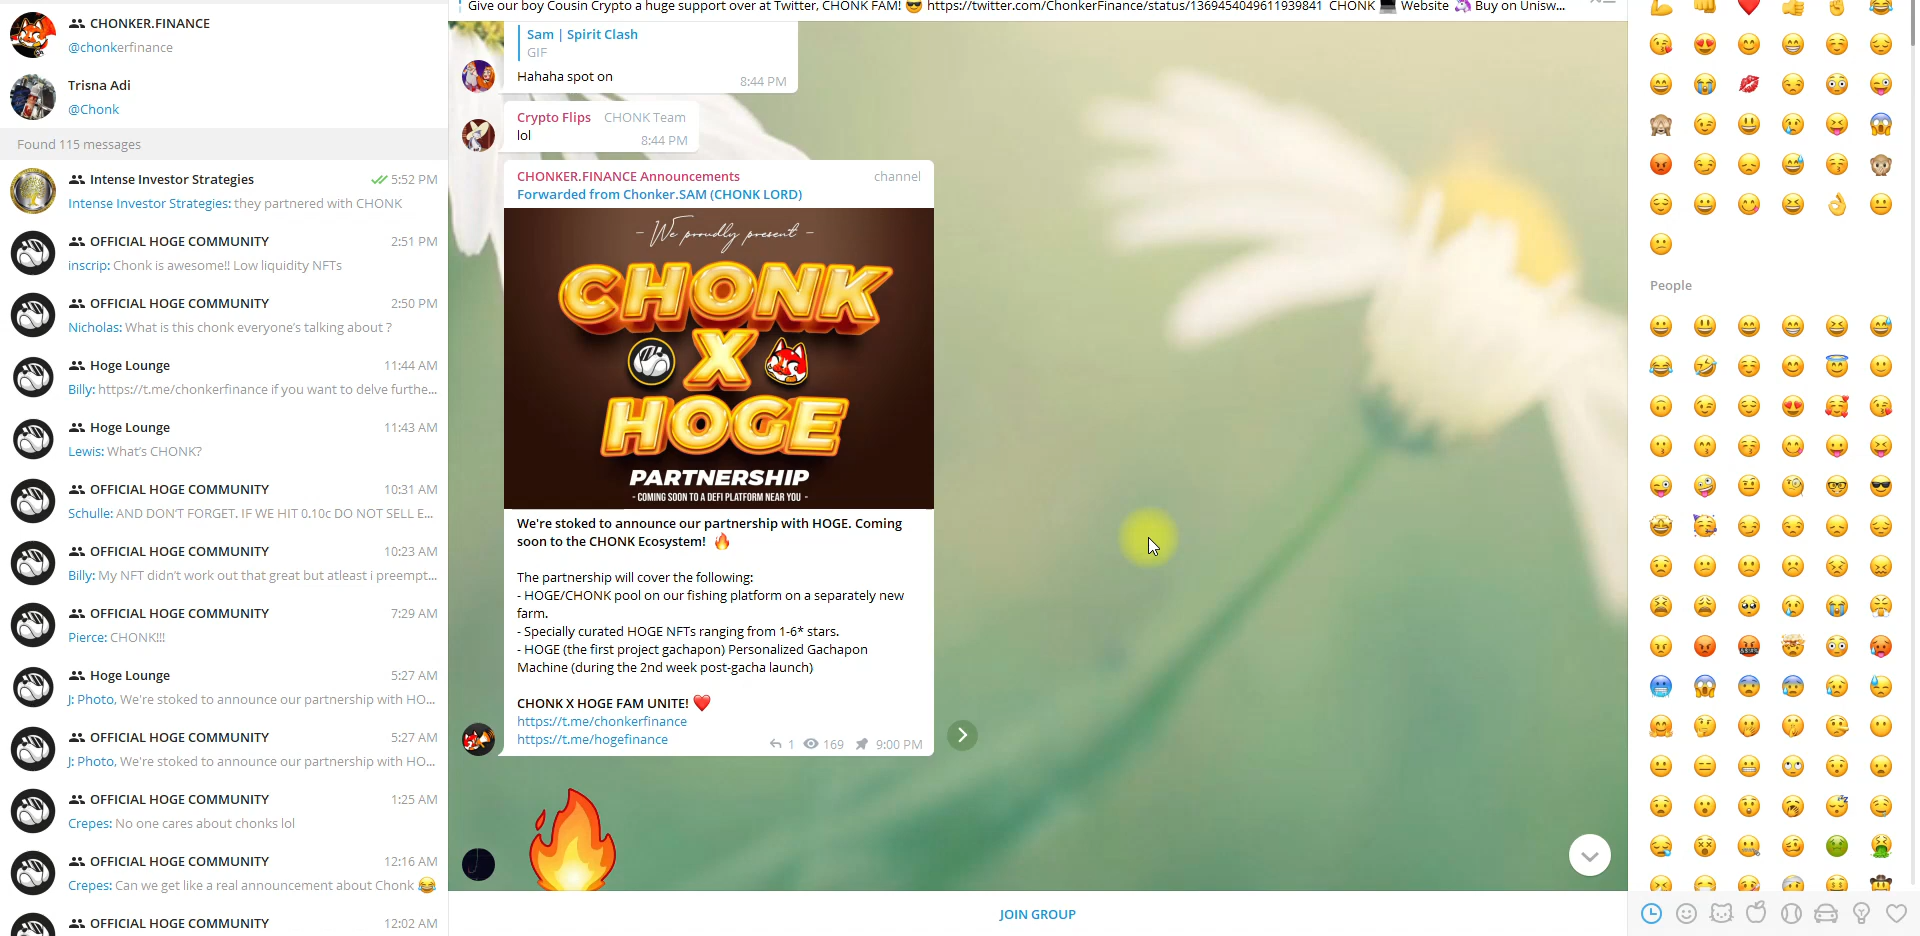 CHONKER.FINANCE
@chonkerfinance
Trisna Adi
@Chonk
Found 115 messages
Intense Investor Strategies 5:52 PM
Intense Investor Strategies: they partnered with CHONK
OFFICIAL HOGE COMMUNITY 2:51 PM
inscrip: Chonk is awesome!! Low liquidity NFTs
OFFICIAL HOGE COMMUNITY 2:50 PM
Nicholas: What is this chonk everyone's talking about ?
Hoge Lounge 11:44 AM
Billy: https://t.me/chonkerfinance if you want to delve furthe...
Hoge Lounge 11:43 AM
Lewis: What's CHONK?
OFFICIAL HOGE COMMUNITY 10:31 AM
Schulle: AND DON'T FORGET. IF WE HIT 0.10c DO NOT SELL E...
OFFICIAL HOGE COMMUNITY 10:23 AM
Billy: My NFT didn't work out that great but atleast i preempt...
OFFICIAL HOGE COMMUNITY 7:29 AM
Pierce: CHONK!!!
Hoge Lounge 5:27 AM
J: Photo, We're stoked to announce our partnership with HO...
OFFICIAL HOGE COMMUNITY 5:27 AM
J: Photo, We're stoked to announce our partnership with HO...
OFFICIAL HOGE COMMUNITY 1:25 AM
Crepes: No one cares about chonks lol
OFFICIAL HOGE COMMUNITY 12:16 AM
Crepes: Can we get like a real announcement about Chonk 😂
OFFICIAL HOGE COMMUNITY 12:02 AM
Give our boy Cousin Crypto a huge support over at Twitter, CHONK FAM! 😎 https://twitter.com/ChonkerFinance/status/1369454049611939841 CHONK 💻 Website 🦄 Buy on Unisw...
Sam | Spirit Clash
GIF
Hahaha spot on 8:44 PM
Crypto Flips CHONK Team
lol 8:44 PM
CHONKER.FINANCE Announcements channel
Forwarded from Chonker.SAM (CHONK LORD)
- We proudly present -
CHONK
X
HOGE
PARTNERSHIP
- COMING SOON TO A DEFI PLATFORM NEAR YOU -
We're stoked to announce our partnership with HOGE. Coming
soon to the CHONK Ecosystem! 🔥
The partnership will cover the following:
- HOGE/CHONK pool on our fishing platform on a separately new
farm.
- Specially curated HOGE NFTs ranging from 1-6* stars.
- HOGE (the first project gachapon) Personalized Gachapon
Machine (during the 2nd week post-gacha launch)
CHONK X HOGE FAM UNITE! ❤️
https://t.me/chonkerfinance
https://t.me/hogefinance
1 169 9:00 PM
JOIN GROUP
People